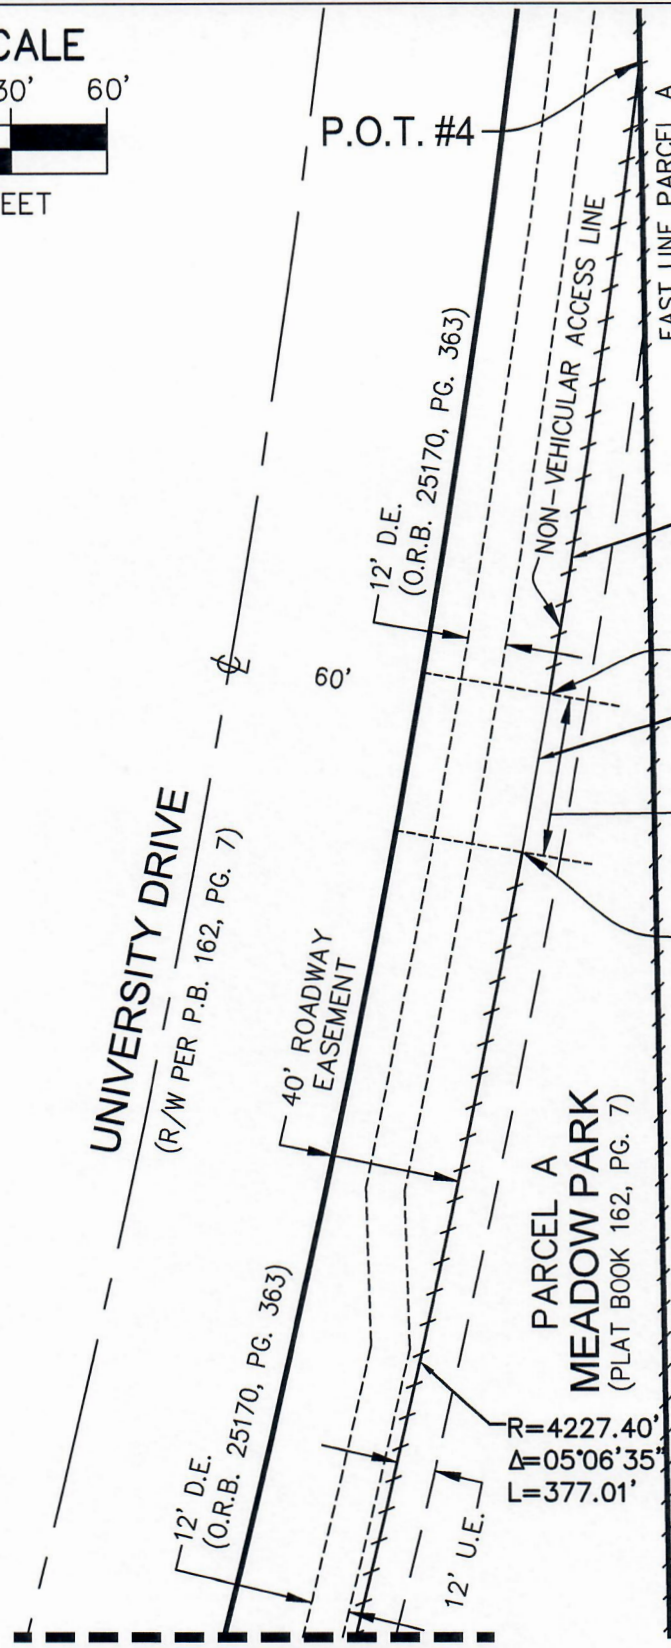 CALE
30' 60'
EET
P.O.T. #4
EAST LINE PARCEL A
NON-VEHICULAR ACCESS LINE
12' D.E.
(O.R.B. 25170, PG. 363)
℄
60'
UNIVERSITY DRIVE
(R/W PER P.B. 162, PG. 7)
40' ROADWAY
EASEMENT
PARCEL A
MEADOW PARK
(PLAT BOOK 162, PG. 7)
12' D.E.
(O.R.B. 25170, PG. 363)
R=4227.40'
Δ=05°06'35"
L=377.01'
12' U.E.